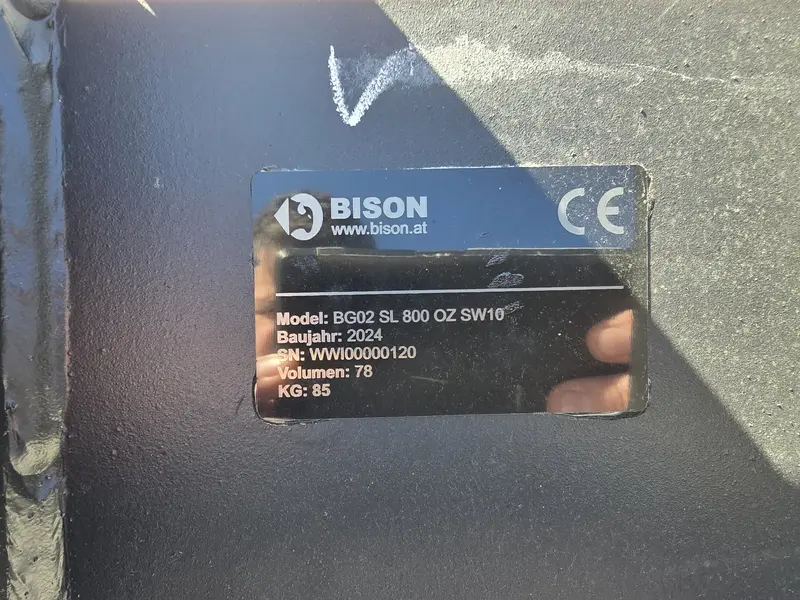 BISON
www.bison.at
CE
Model: BG02 SL 800 OZ SW10
Baujahr: 2024
SN: WWI00000120
Volumen: 78
KG: 85